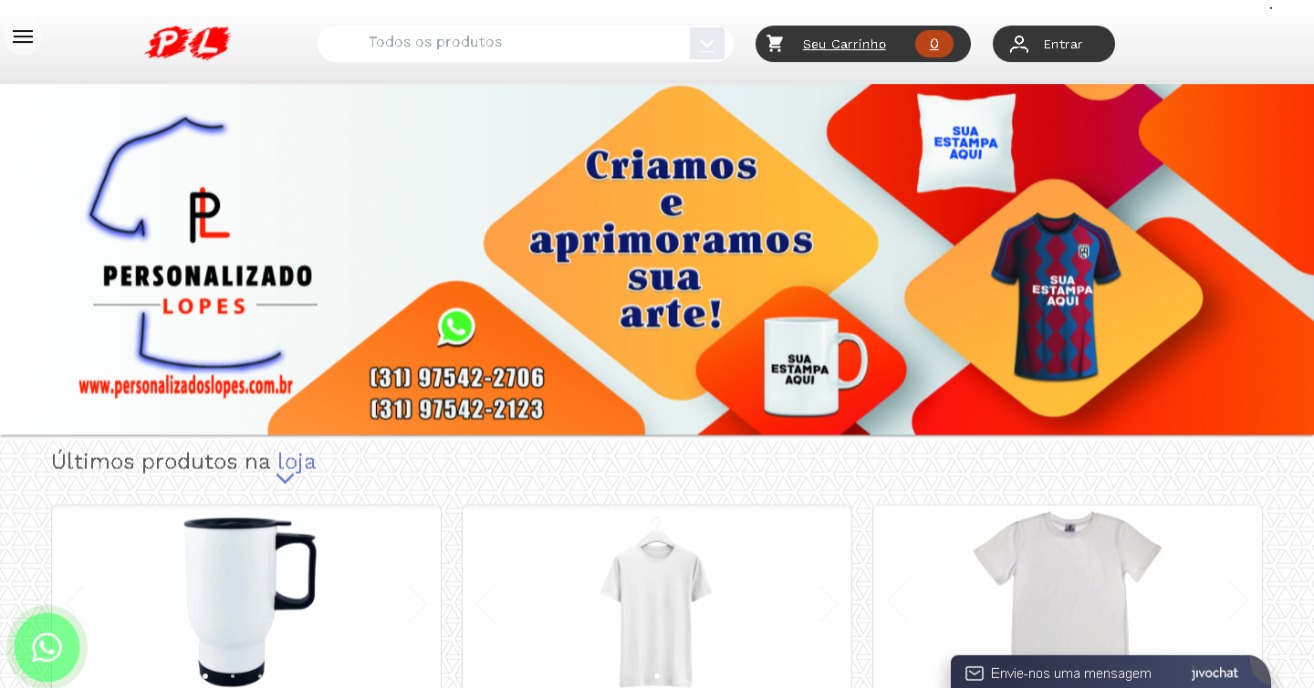 PL
Todos os produtos
Seu Carrinho
0
Entrar
PL
PERSONALIZADO
LOPES
www.personalizadoslopes.com.br
(31) 97542-2706
(31) 97542-2123
Criamos
e
aprimoramos
sua
arte!
SUA
ESTAMPA
AQUI
SUA
ESTAMPA
AQUI
SUA
ESTAMPA
AQUI
Últimos produtos na loja
Envie-nos uma mensagem
jivochat